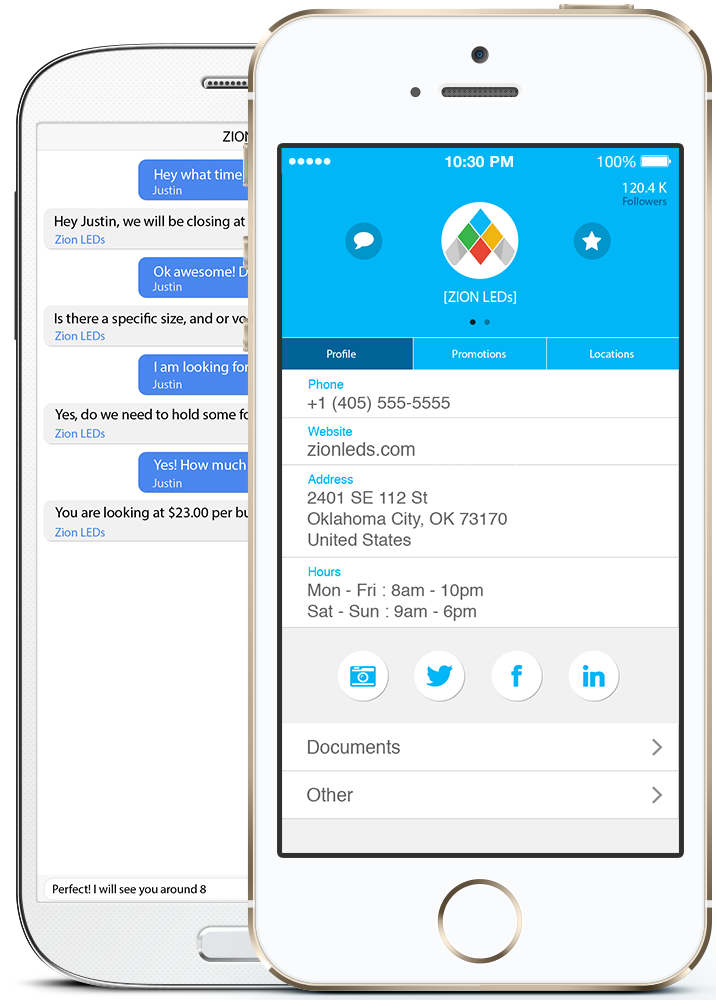 ZION
Hey what time
Justin
Hey Justin, we will be closing at
Zion LEDs
Ok awesome! D
Justin
Is there a specific size, and or vo
Zion LEDs
I am looking for
Justin
Yes, do we need to hold some fo
Zion LEDs
Yes! How much
Justin
You are looking at $23.00 per bu
Zion LEDs
Perfect! I will see you around 8
10:30 PM
100%
120.4 K
Followers
[ZION LEDs]
Profile
Promotions
Locations
Phone
+1 (405) 555-5555
Website
zionleds.com
Address
2401 SE 112 St
Oklahoma City, OK 73170
United States
Hours
Mon - Fri : 8am - 10pm
Sat - Sun : 9am - 6pm
f
in
Documents
Other